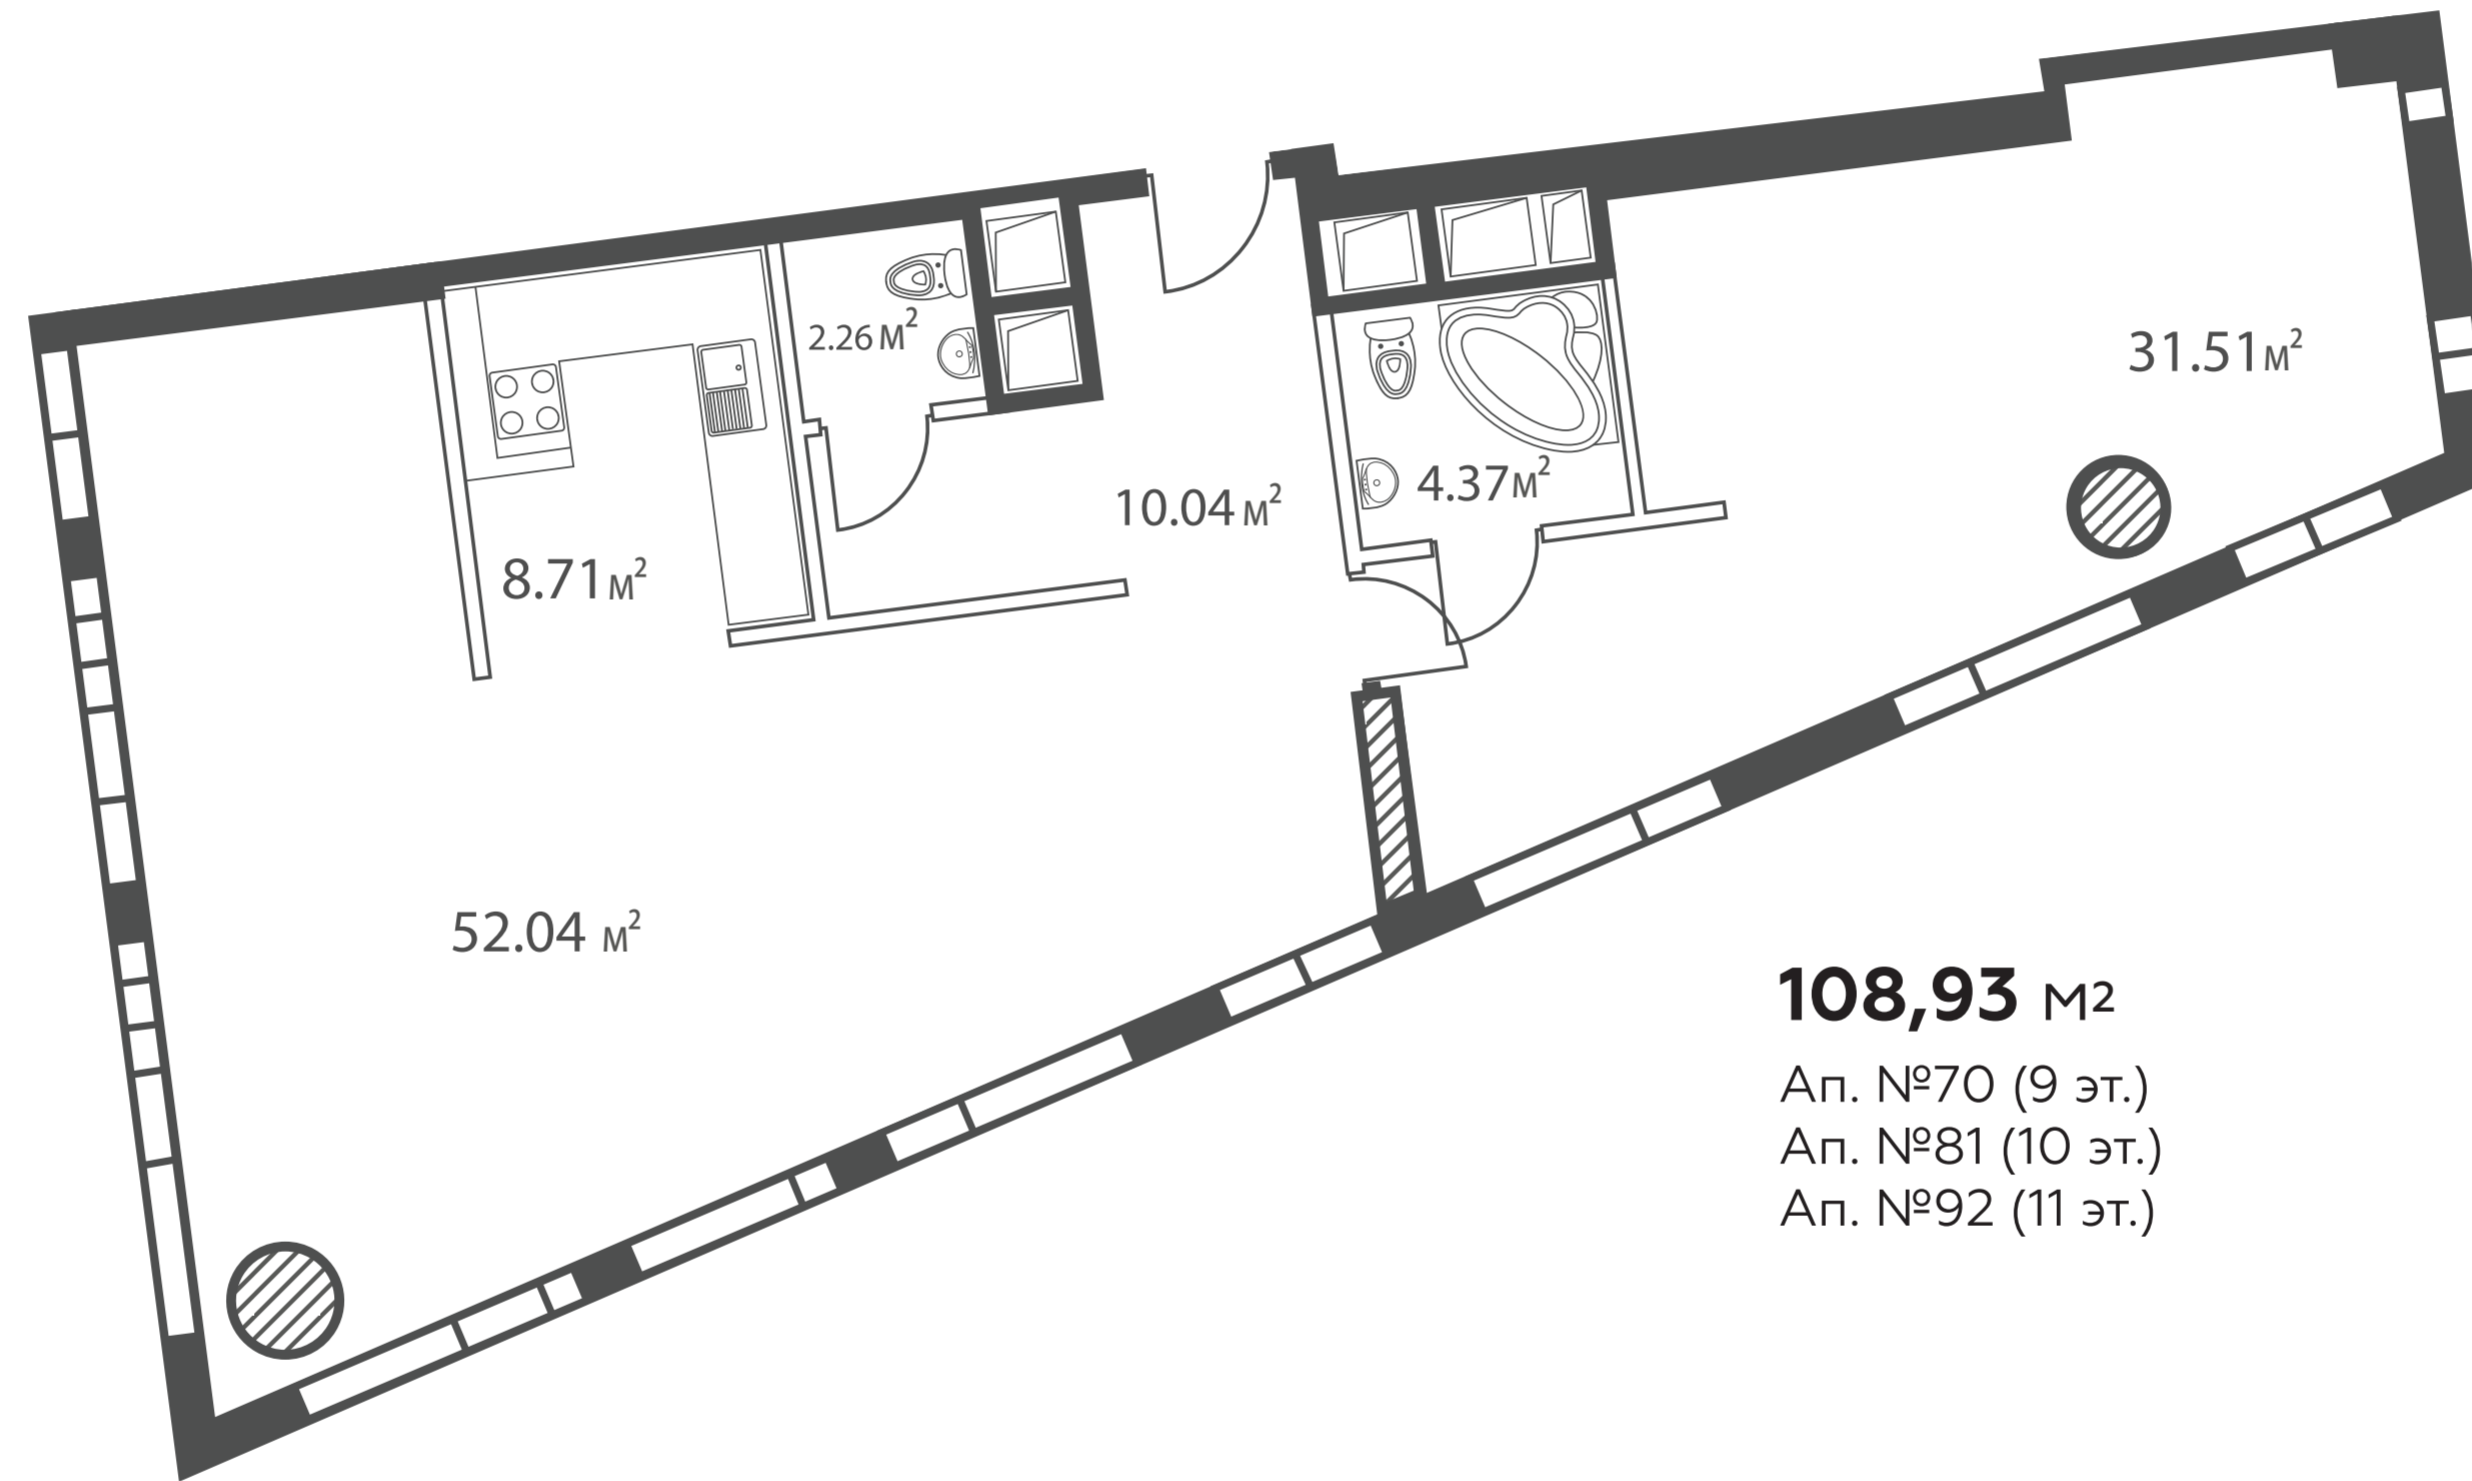 2.26 м²
31.51м²
4.37м²
10.04 м²
8.71м²
52.04 м²
108,93 м2
Ап. №70 (9 эт.)
Ап. №81 (10 эт.)
Ап. №92 (11 эт.)